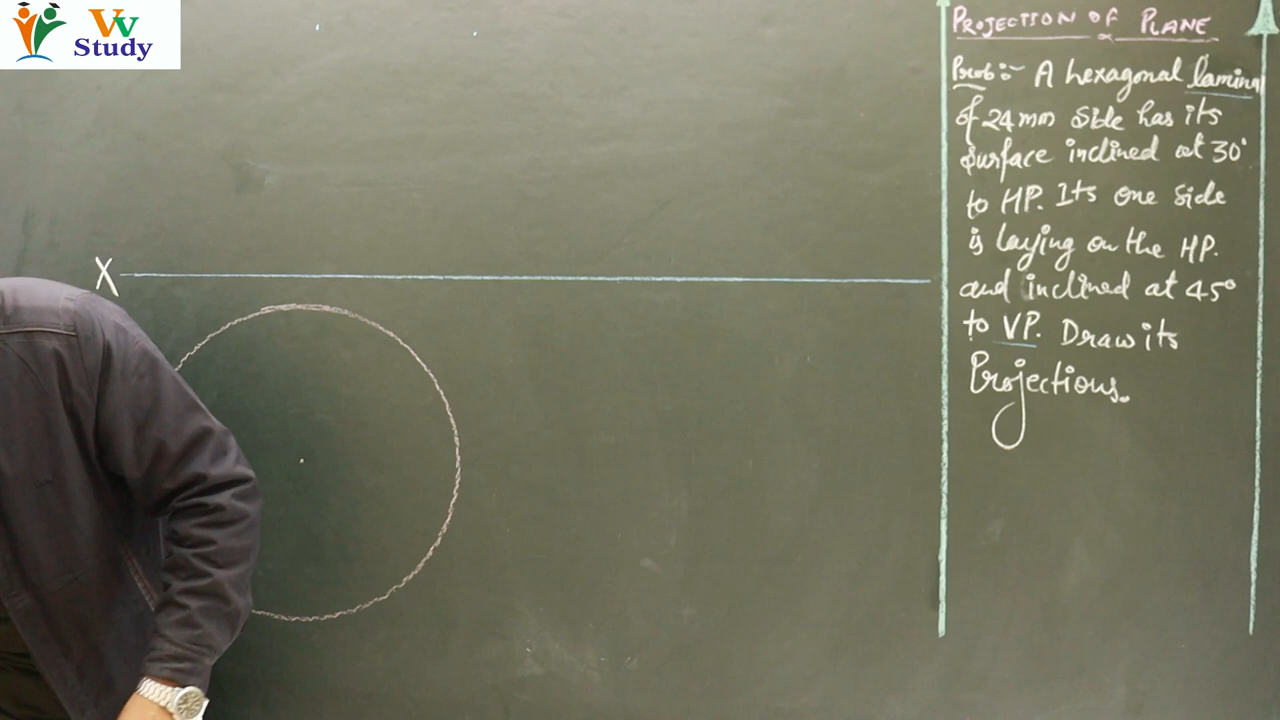 Vv
Study
X
PROJECTION OF PLANE
Prob:- A hexagonal lamina
of 24mm side has its
surface inclined at 30°
to HP. Its one side
is laying on the HP.
and inclined at 45°
to VP. Draw its
Projections.